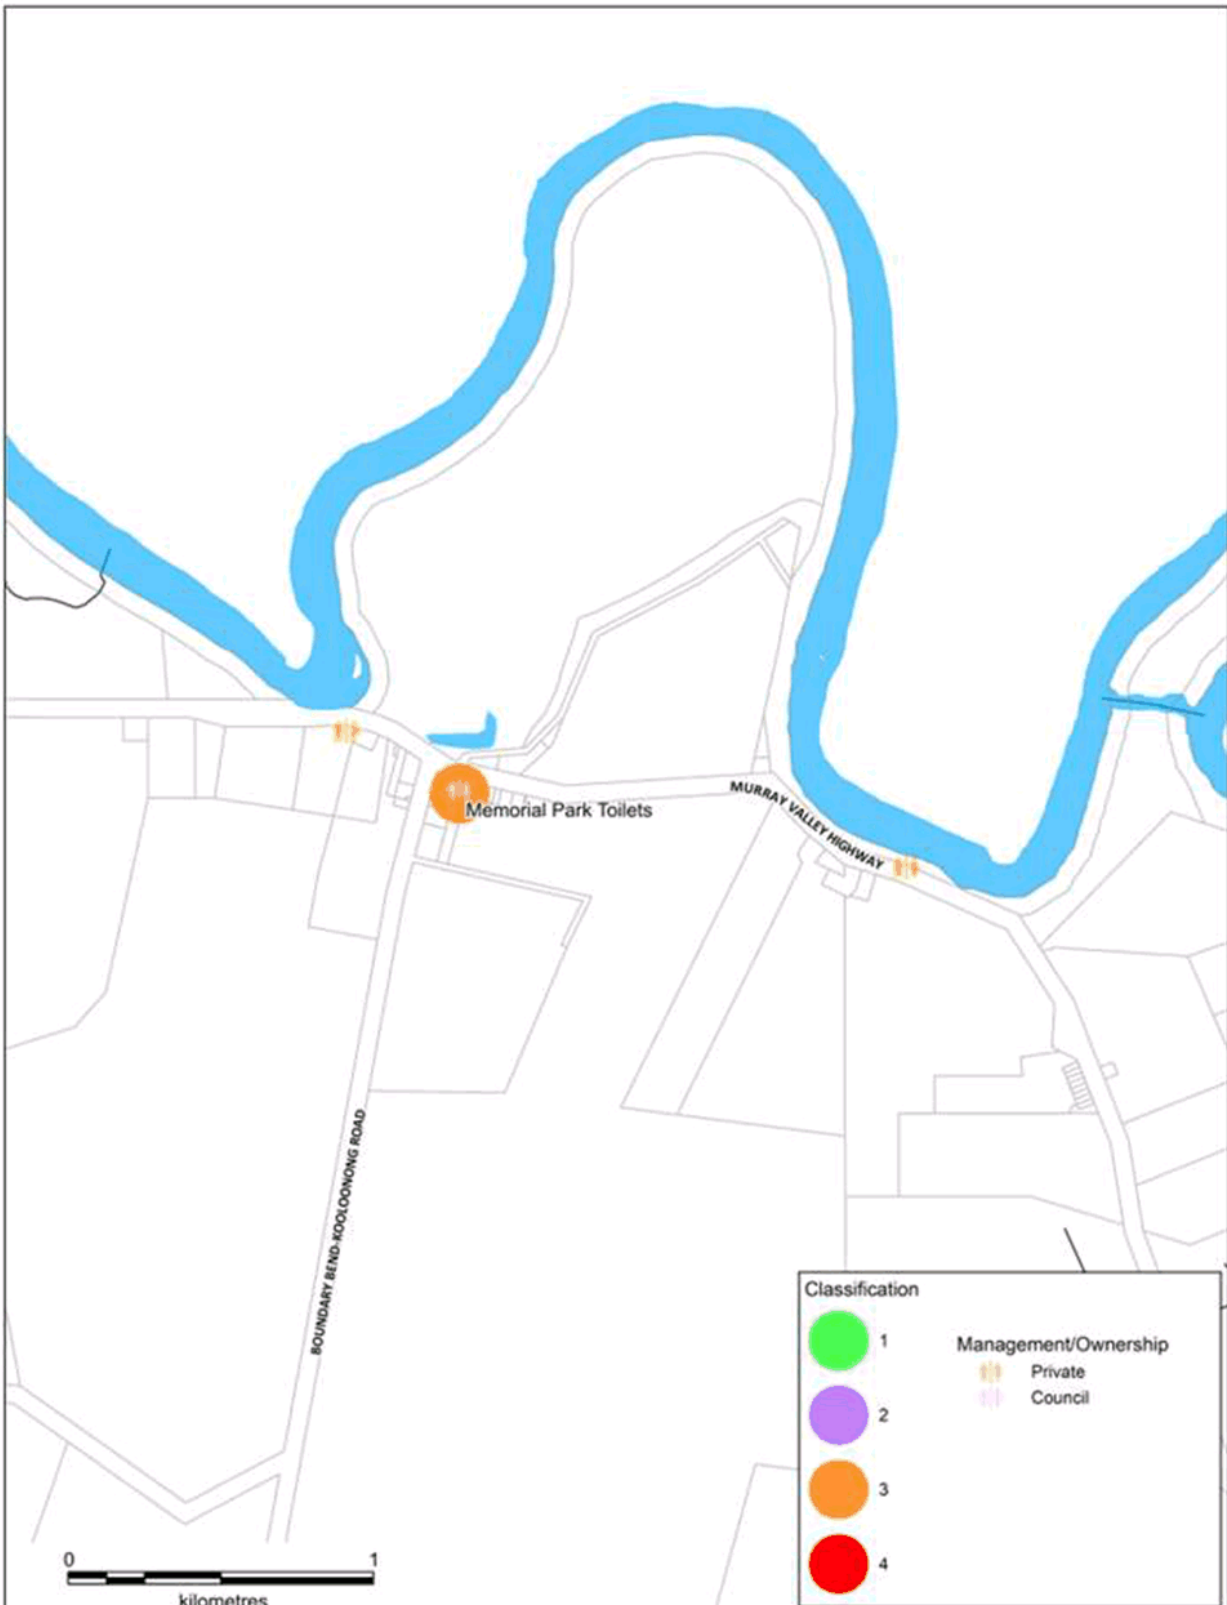 Memorial Park Toilets
MURRAY VALLEY HIGHWAY
BOUNDARY BEND-KOOLOONONG ROAD
Classification
1
2
3
4
Management/Ownership
Private
Council
0 1
kilometres